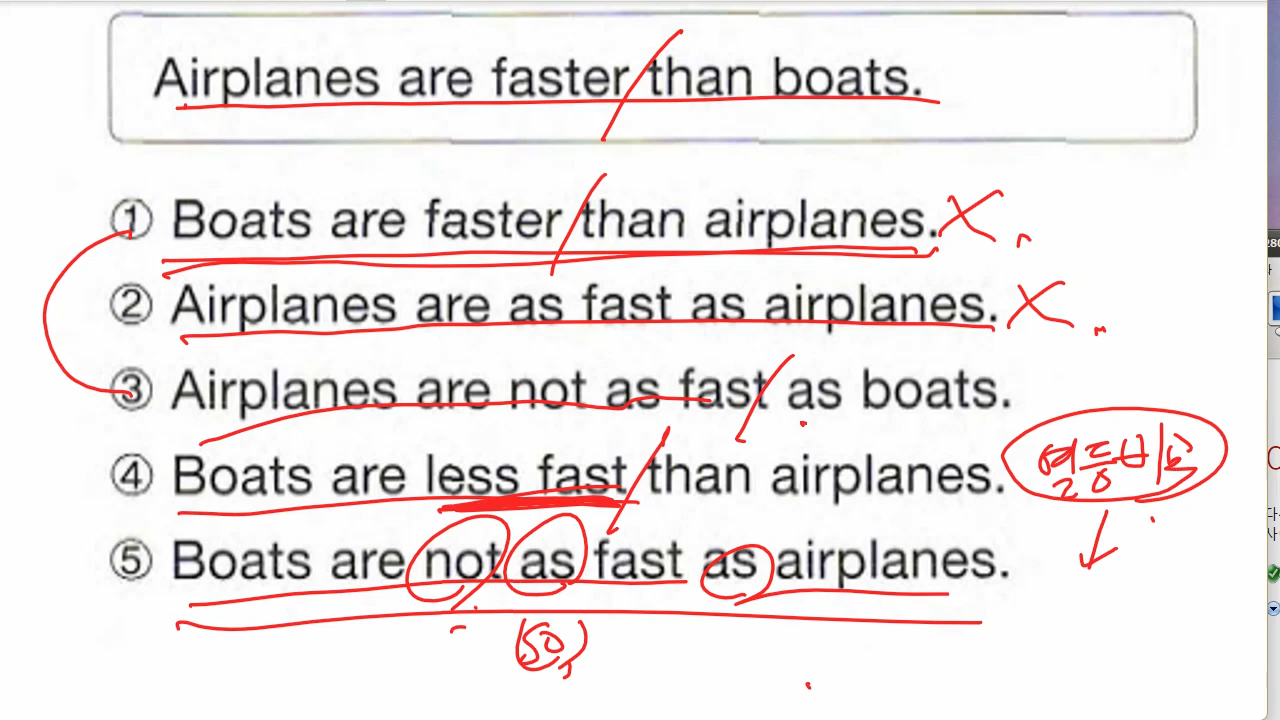 Airplanes are faster than boats.
① Boats are faster than airplanes.
② Airplanes are as fast as airplanes.
③ Airplanes are not as fast as boats.
④ Boats are less fast than airplanes.
열등비교
⑤ Boats are not as fast as airplanes.
(so)